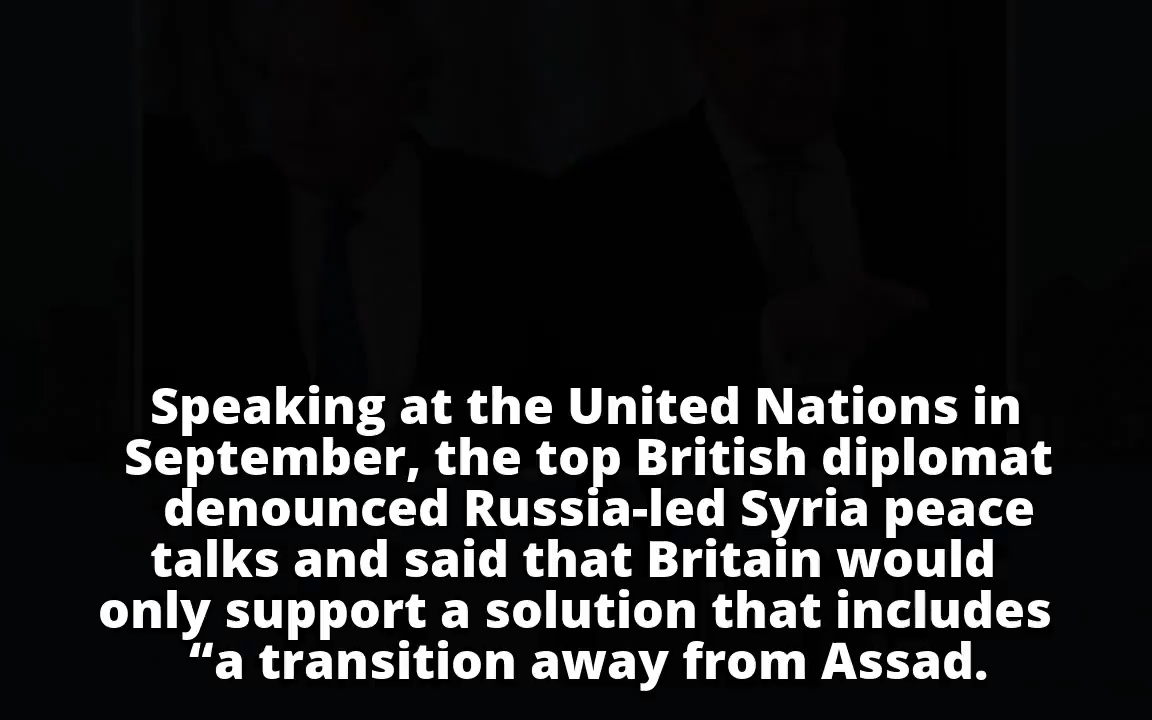 Speaking at the United Nations in
September, the top British diplomat
denounced Russia-led Syria peace
talks and said that Britain would
only support a solution that includes
“a transition away from Assad.